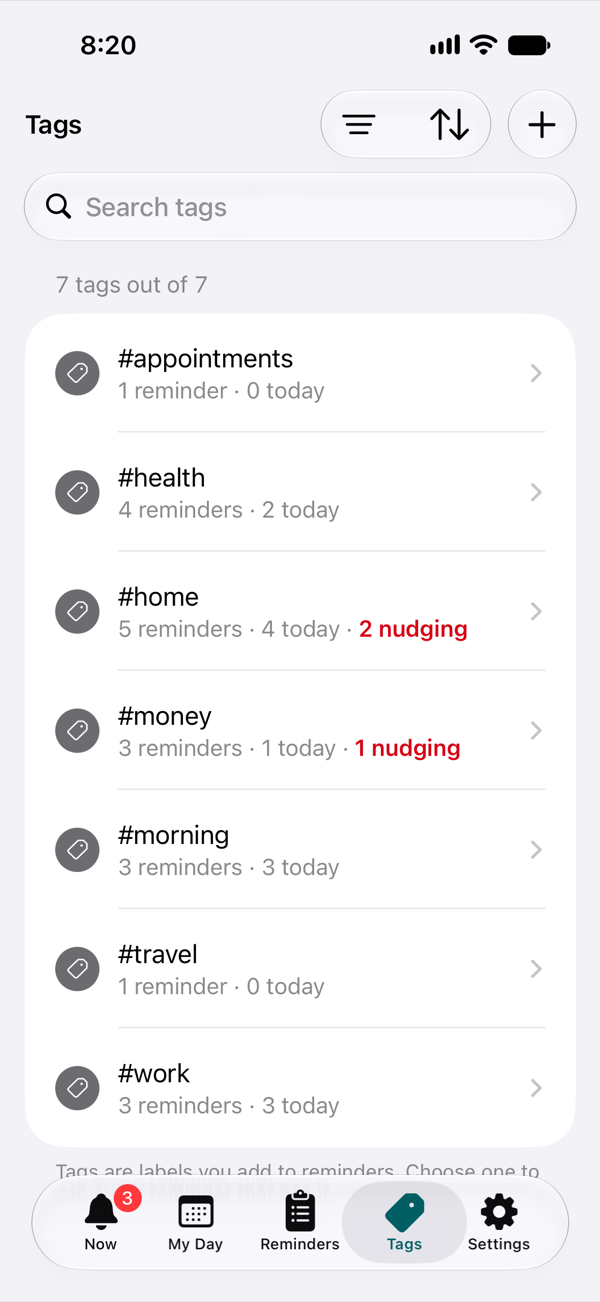 8:20
Tags
Search tags
7 tags out of 7
#appointments
1 reminder · 0 today
#health
4 reminders · 2 today
#home
5 reminders · 4 today · 2 nudging
#money
3 reminders · 1 today · 1 nudging
#morning
3 reminders · 3 today
#travel
1 reminder · 0 today
#work
3 reminders · 3 today
Tags are labels you add to reminders. Choose one to
3
Now
My Day
Reminders
Tags
Settings